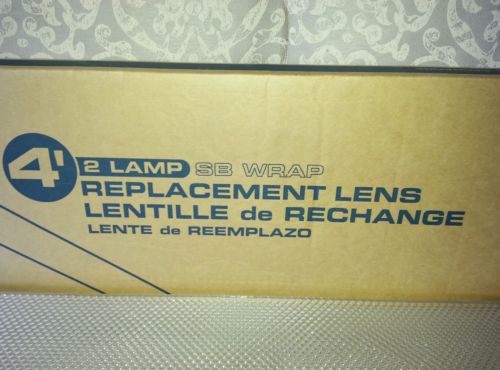 4' 2 LAMP SB WRAP
REPLACEMENT LENS
LENTILLE de RECHANGE
LENTE de REEMPLAZO